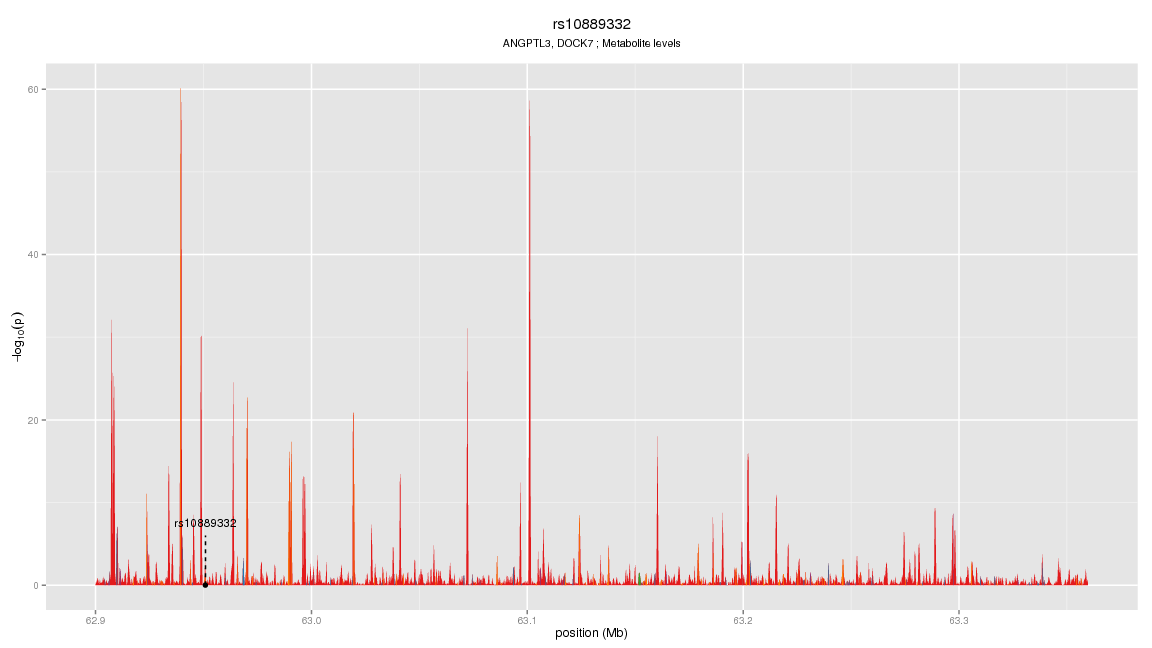 rs10889332
ANGPTL3, DOCK7 ; Metabolite levels
60
40
20
0
−log10(p)
rs10889332
62.9 63.0 63.1 63.2 63.3
position (Mb)